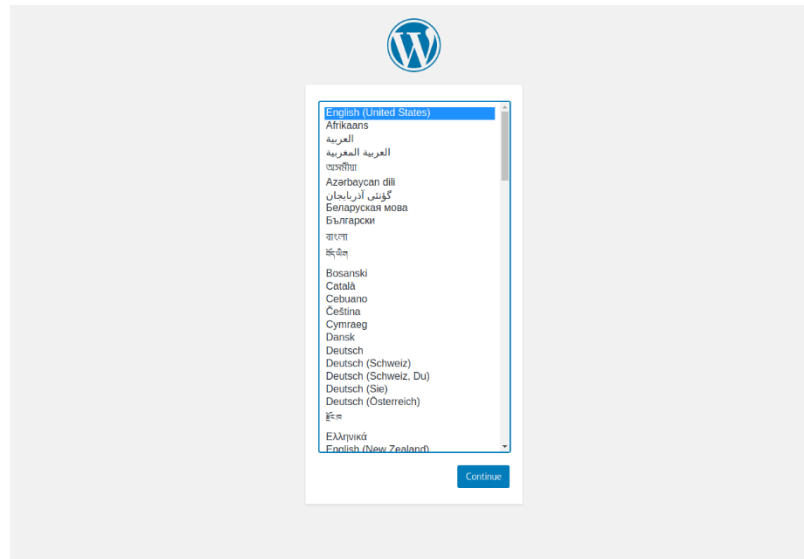 English (United States)
Afrikaans
العربية
العربية المغربية
অসমীয়া
Azərbaycan dili
گؤنئی آذربایجان
Беларуская мова
Български
বাংলা
བོད་ཡིག
Bosanski
Català
Cebuano
Čeština
Cymraeg
Dansk
Deutsch
Deutsch (Schweiz)
Deutsch (Schweiz, Du)
Deutsch (Sie)
Deutsch (Österreich)
རྫོང་ཁ
Ελληνικά
English (New Zealand)
Continue